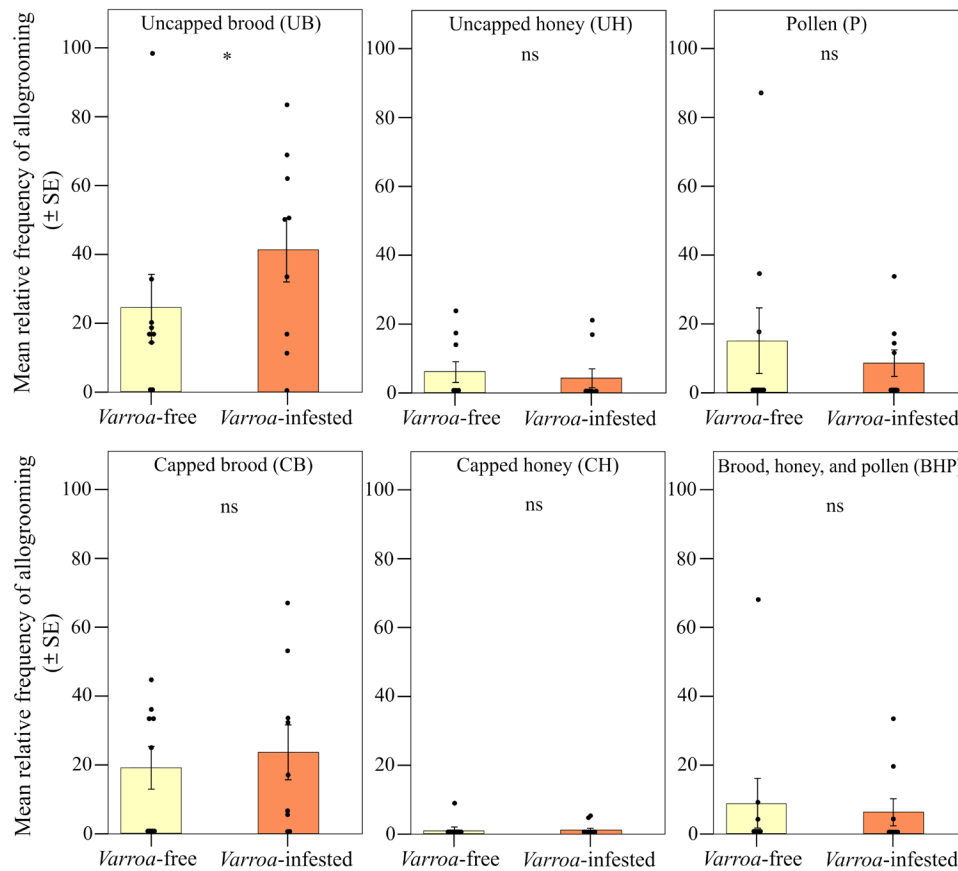 Mean relative frequency of allogrooming
(± SE)
Uncapped brood (UB)
*
100
80
60
40
20
0
Varroa-free
Varroa-infested
Uncapped honey (UH)
ns
100
80
60
40
20
0
Varroa-free
Varroa-infested
Pollen (P)
ns
100
80
60
40
20
0
Varroa-free
Varroa-infested
Mean relative frequency of allogrooming
(± SE)
Capped brood (CB)
ns
100
80
60
40
20
0
Varroa-free
Varroa-infested
Capped honey (CH)
ns
100
80
60
40
20
0
Varroa-free
Varroa-infested
Brood, honey, and pollen (BHP)
ns
100
80
60
40
20
0
Varroa-free
Varroa-infested